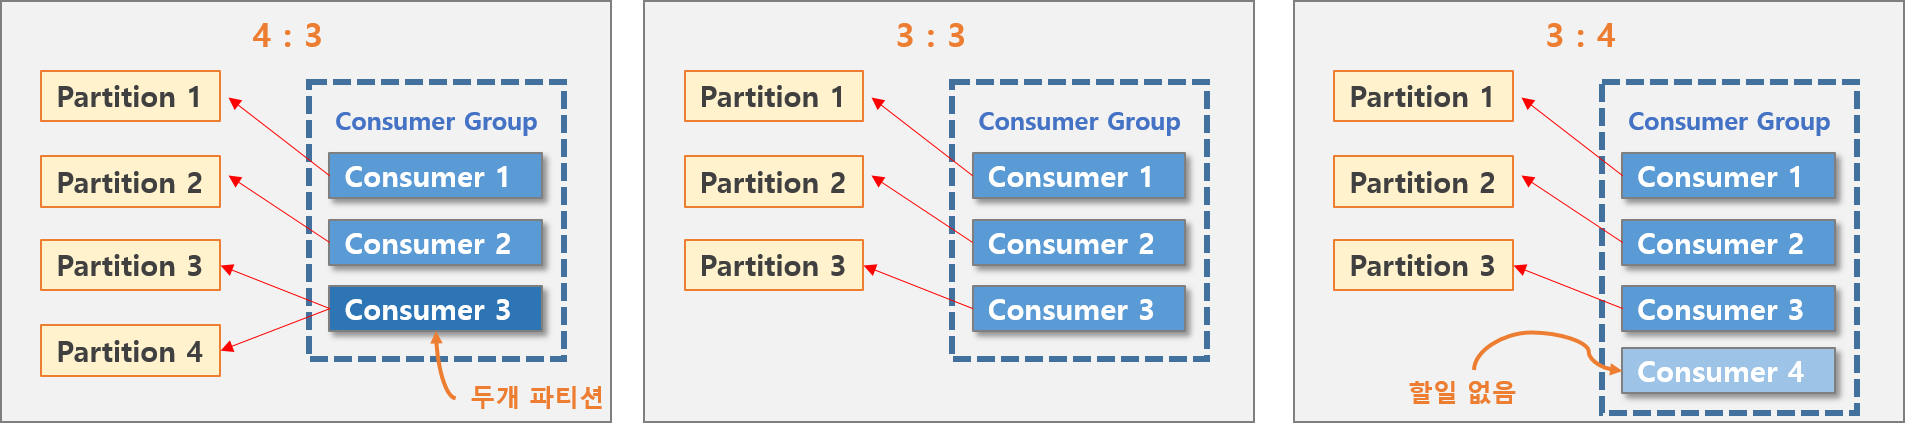 4 : 3
Partition 1
Partition 2
Partition 3
Partition 4
Consumer Group
Consumer 1
Consumer 2
Consumer 3
두개 파티션
3 : 3
Partition 1
Partition 2
Partition 3
Consumer Group
Consumer 1
Consumer 2
Consumer 3
3 : 4
Partition 1
Partition 2
Partition 3
Consumer Group
Consumer 1
Consumer 2
Consumer 3
Consumer 4
할일 없음